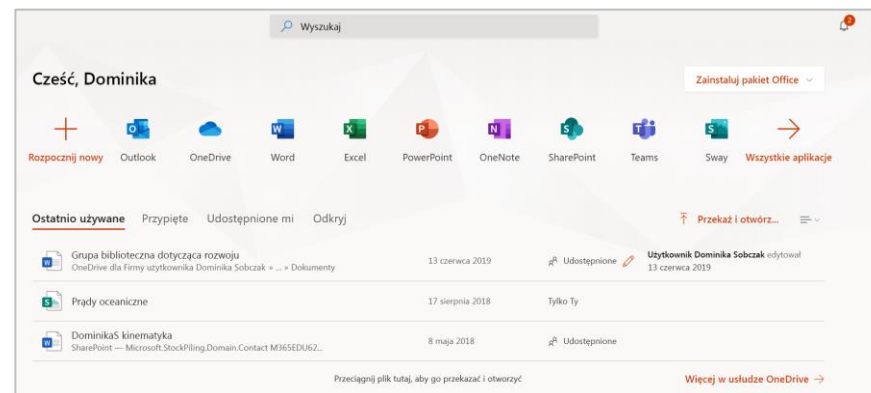 Wyszukaj
2
Cześć, Dominika
Zainstaluj pakiet Office
Rozpocznij nowy Outlook OneDrive Word Excel PowerPoint OneNote SharePoint Teams Sway Wszystkie aplikacje
Ostatnio używane Przypięte Udostępnione mi Odkryj Przekaż i otwórz...
Grupa biblioteczna dotycząca rozwoju
OneDrive dla Firmy użytkownika Dominika Sobczak » ... » Dokumenty
13 czerwca 2019
Udostępnione
Użytkownik Dominika Sobczak edytował
13 czerwca 2019
Prądy oceaniczne
17 sierpnia 2018
Tylko Ty
DominikaS kinematyka
SharePoint — Microsoft.StockPiling.Domain.Contact M365EDU62...
8 maja 2018
Udostępnione
Przeciągnij plik tutaj, aby go przekazać i otworzyć
Więcej w usłudze OneDrive